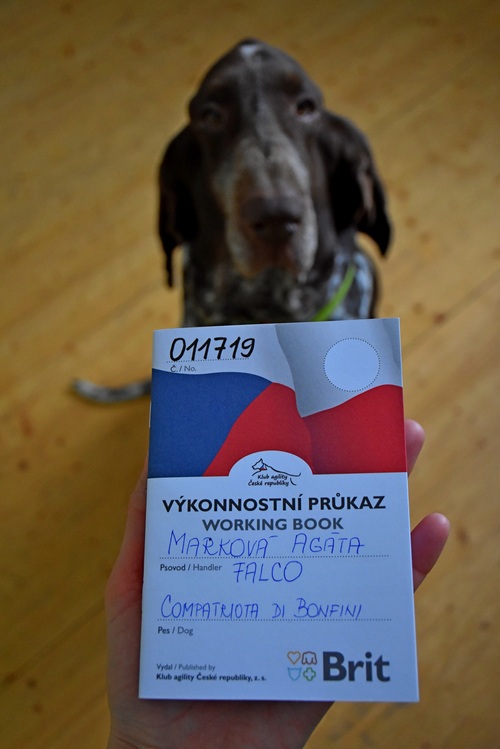 011719
Č. / No.
Klub agility
České republiky
VÝKONNOSTNÍ PRŮKAZ
WORKING BOOK
MARKOVÁ AGÁTA
Psovod / Handler FALCO
COMPATRIOTA DI BONFINI
Pes / Dog
Vydal / Published by
Klub agility České republiky, z. s.
Brit